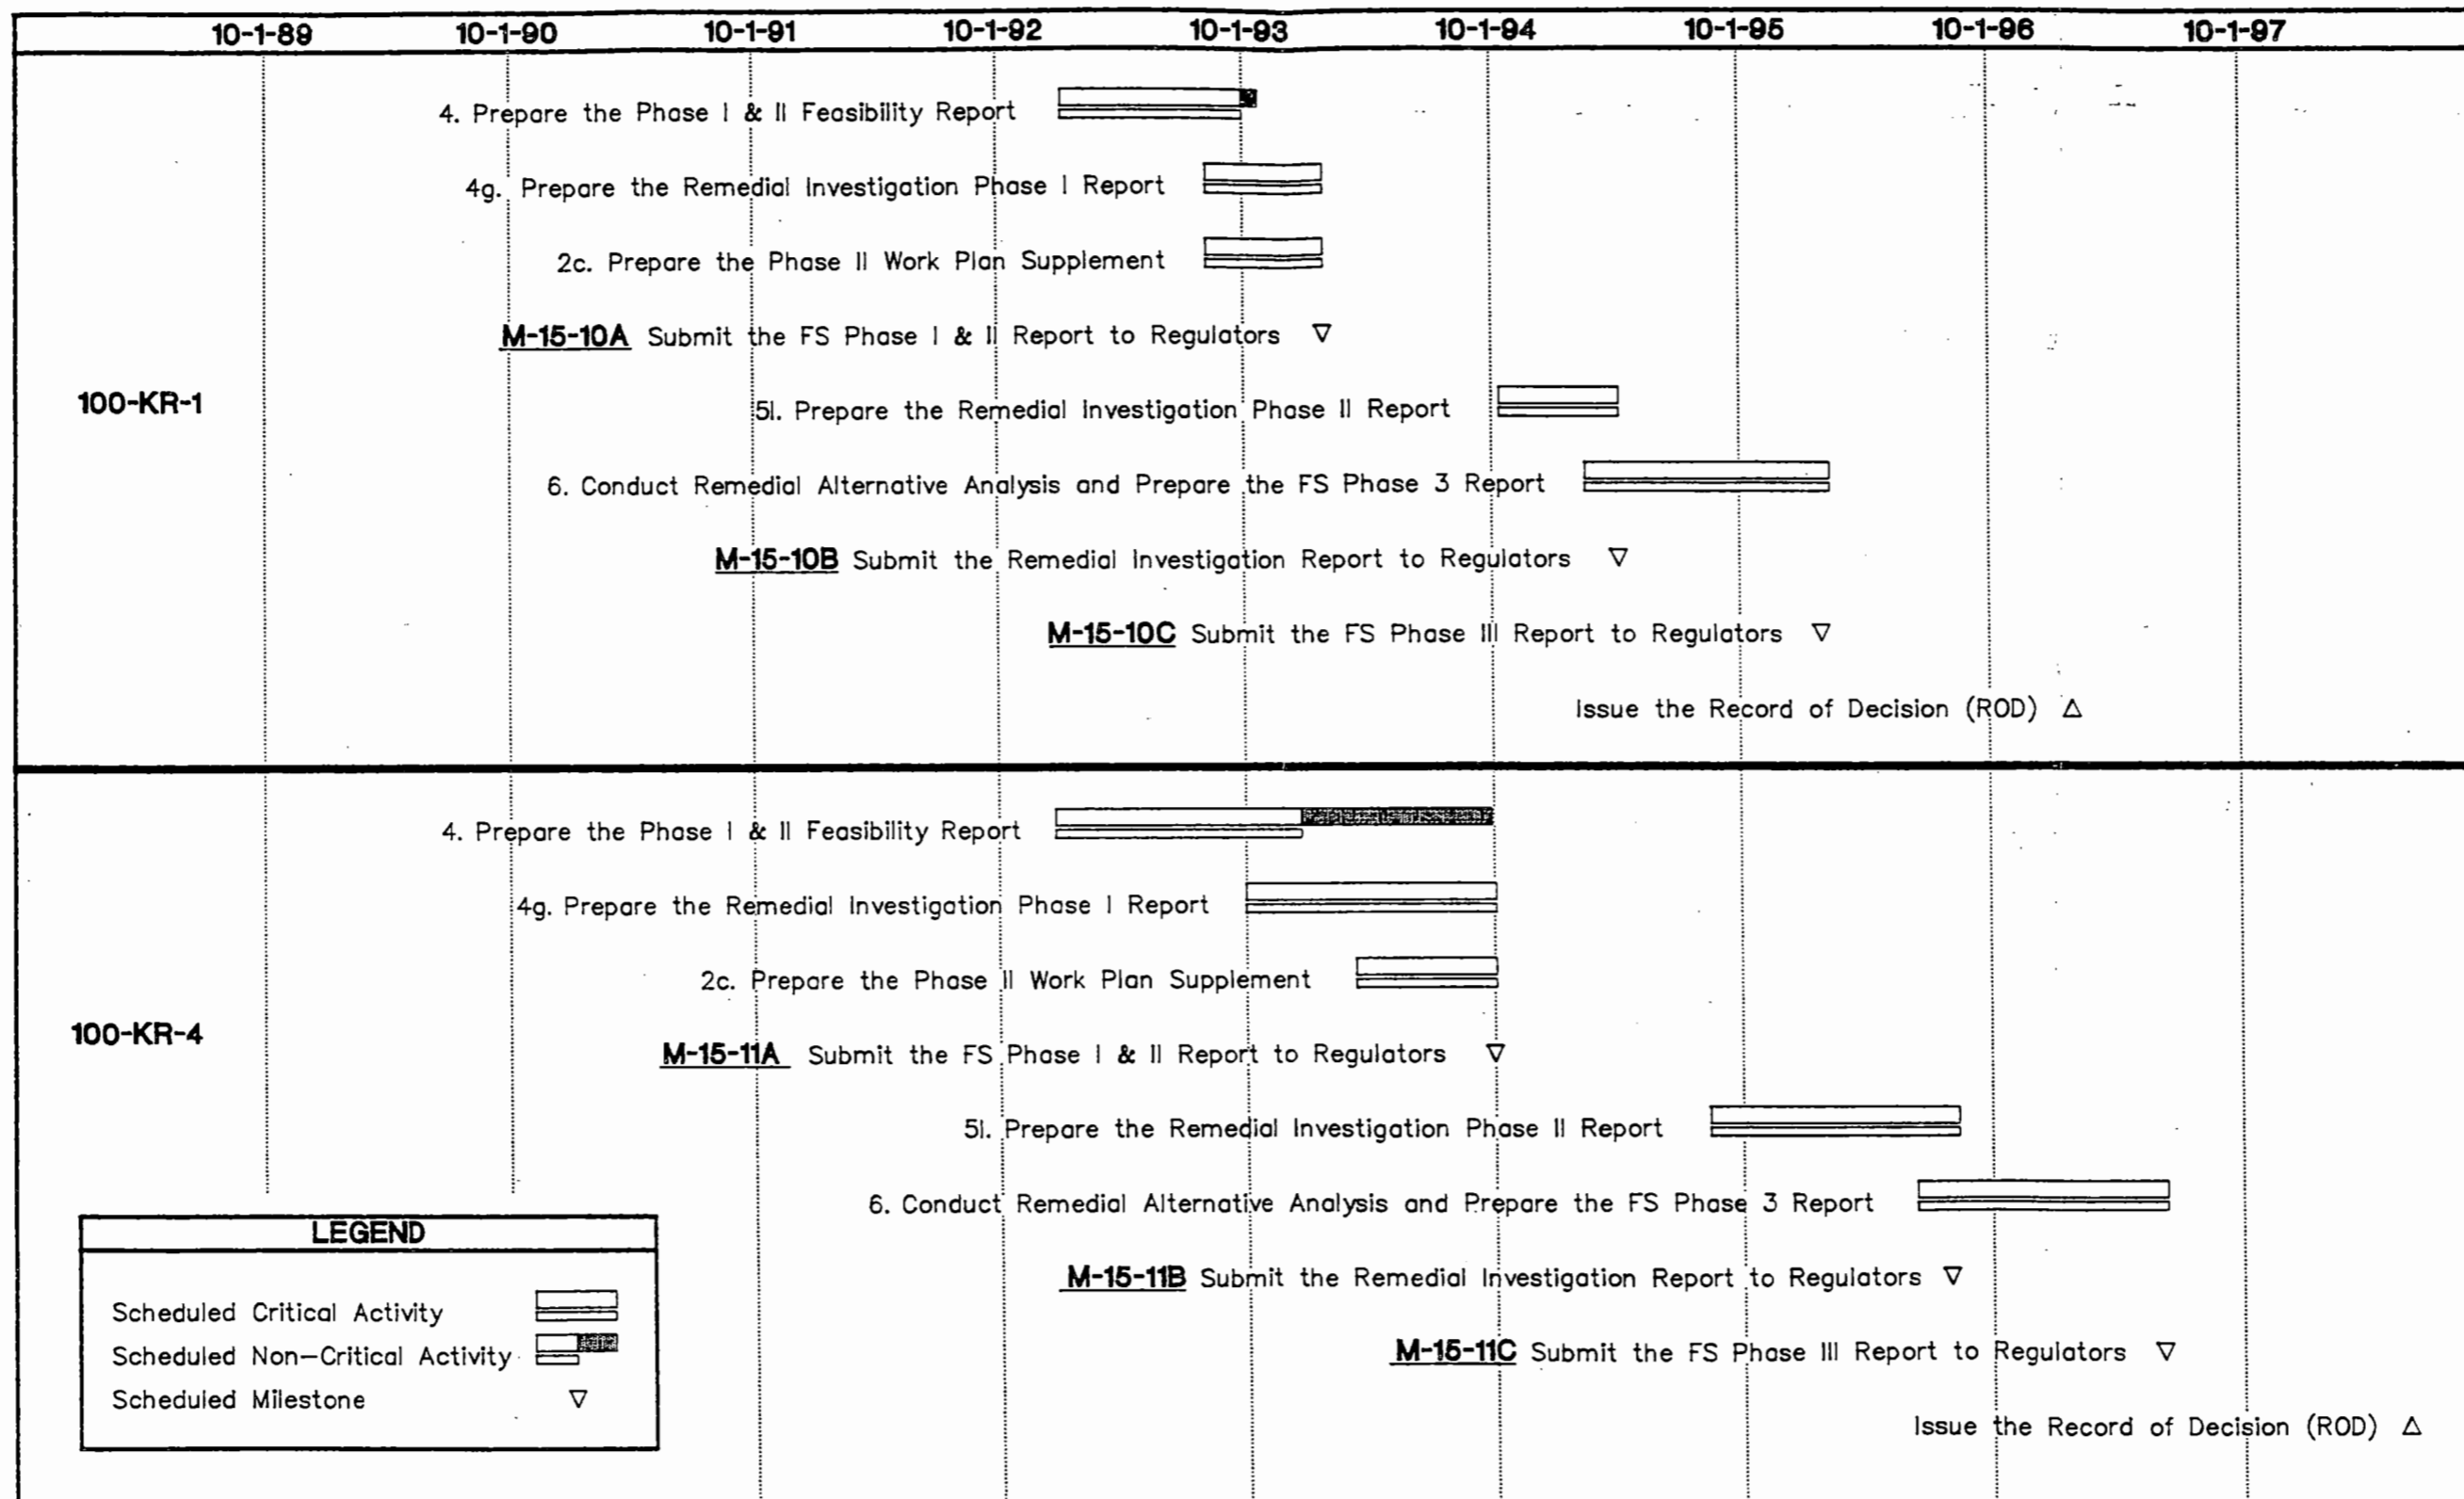 10-1-89 10-1-90 10-1-91 10-1-92 10-1-93 10-1-94 10-1-95 10-1-96 10-1-97
4. Prepare the Phase I & II Feasibility Report
4g. Prepare the Remedial Investigation Phase I Report
2c. Prepare the Phase II Work Plan Supplement
M-15-10A Submit the FS Phase I & II Report to Regulators
100-KR-1
5l. Prepare the Remedial Investigation Phase II Report
6. Conduct Remedial Alternative Analysis and Prepare the FS Phase 3 Report
M-15-10B Submit the Remedial Investigation Report to Regulators
M-15-10C Submit the FS Phase III Report to Regulators
Issue the Record of Decision (ROD)
4. Prepare the Phase I & II Feasibility Report
4g. Prepare the Remedial Investigation Phase I Report
2c. Prepare the Phase II Work Plan Supplement
100-KR-4
M-15-11A Submit the FS Phase I & II Report to Regulators
5l. Prepare the Remedial Investigation Phase II Report
6. Conduct Remedial Alternative Analysis and Prepare the FS Phase 3 Report
M-15-11B Submit the Remedial Investigation Report to Regulators
M-15-11C Submit the FS Phase III Report to Regulators
Issue the Record of Decision (ROD)
LEGEND
Scheduled Critical Activity
Scheduled Non-Critical Activity
Scheduled Milestone